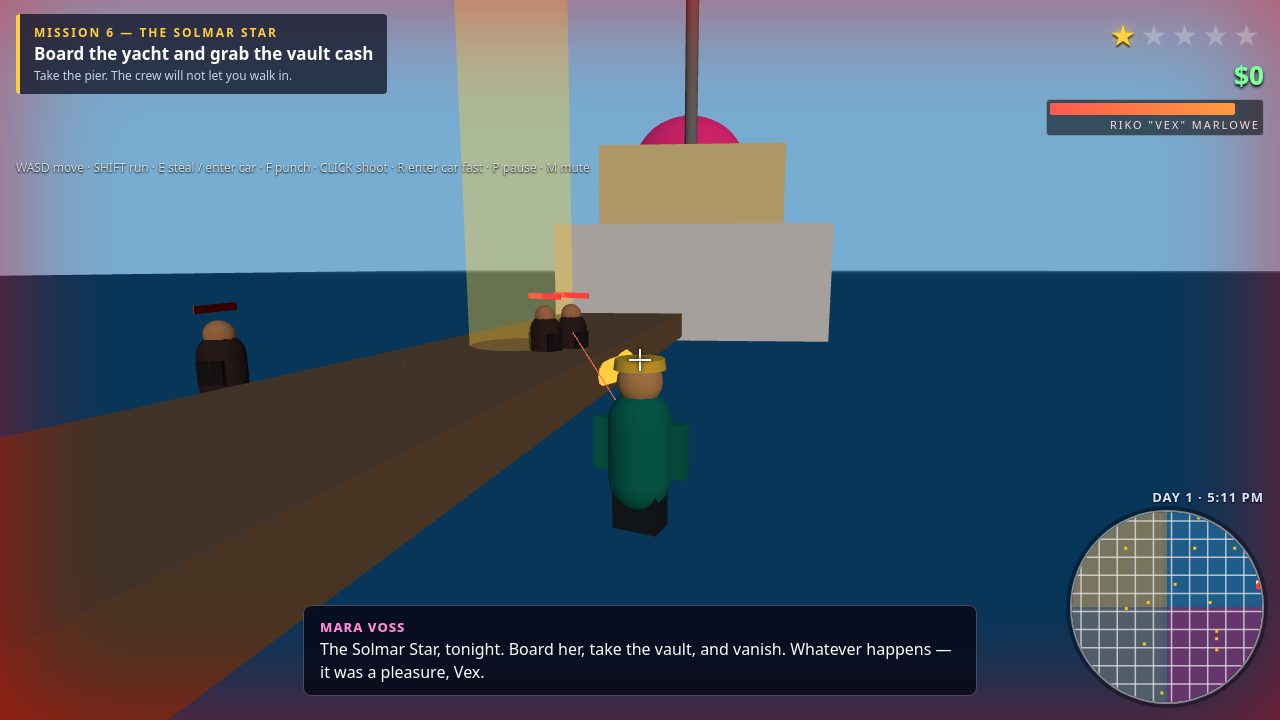 MISSION 6 — THE SOLMAR STAR
Board the yacht and grab the vault cash
Take the pier. The crew will not let you walk in.
$0
RIKO "VEX" MARLOWE
WASD move · SHIFT run · E steal / enter car · F punch · CLICK shoot · R enter car fast · P pause · M mute
DAY 1 · 5:11 PM
MARA VOSS
The Solmar Star, tonight. Board her, take the vault, and vanish. Whatever happens —
it was a pleasure, Vex.